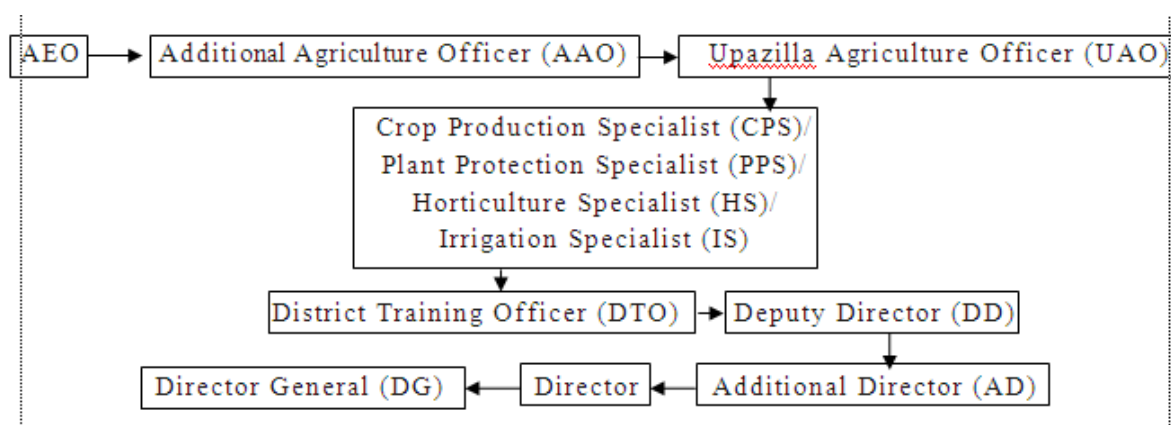 AEO
Additional Agriculture Officer (AAO)
Upazilla Agriculture Officer (UAO)
Crop Production Specialist (CPS)/
Plant Protection Specialist (PPS)/
Horticulture Specialist (HS)/
Irrigation Specialist (IS)
District Training Officer (DTO)
Deputy Director (DD)
Additional Director (AD)
Director
Director General (DG)